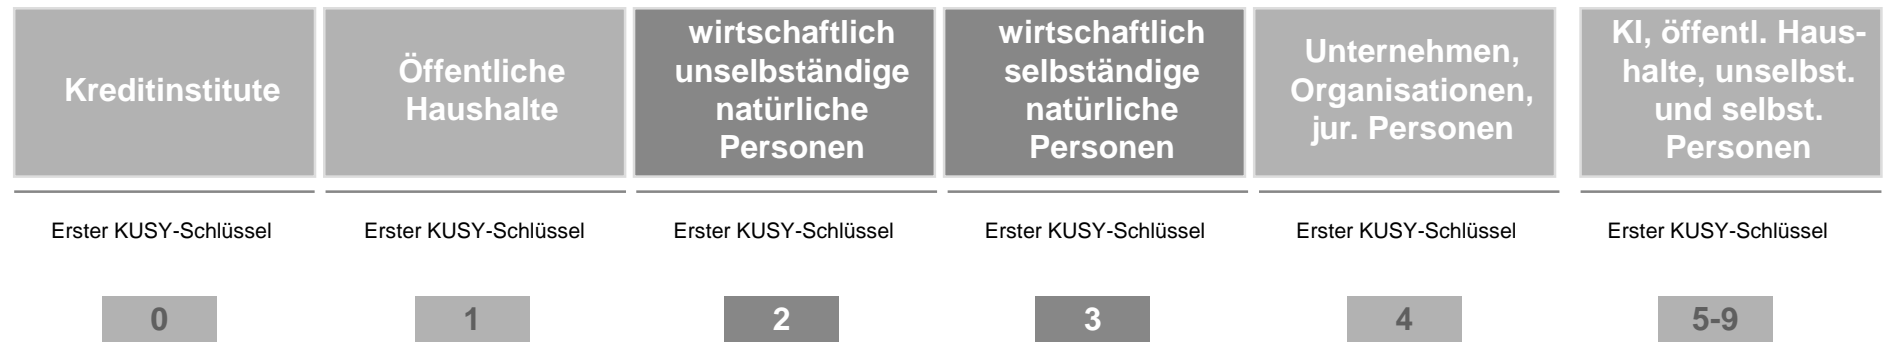 Kreditinstitute
Öffentliche
Haushalte
wirtschaftlich
unselbständige
natürliche
Personen
wirtschaftlich
selbständige
natürliche
Personen
Unternehmen,
Organisationen,
jur. Personen
KI, öffentl. Haus-
halte, unselbst.
und selbst.
Personen
Erster KUSY-Schlüssel
Erster KUSY-Schlüssel
Erster KUSY-Schlüssel
Erster KUSY-Schlüssel
Erster KUSY-Schlüssel
Erster KUSY-Schlüssel
0
1
2
3
4
5-9